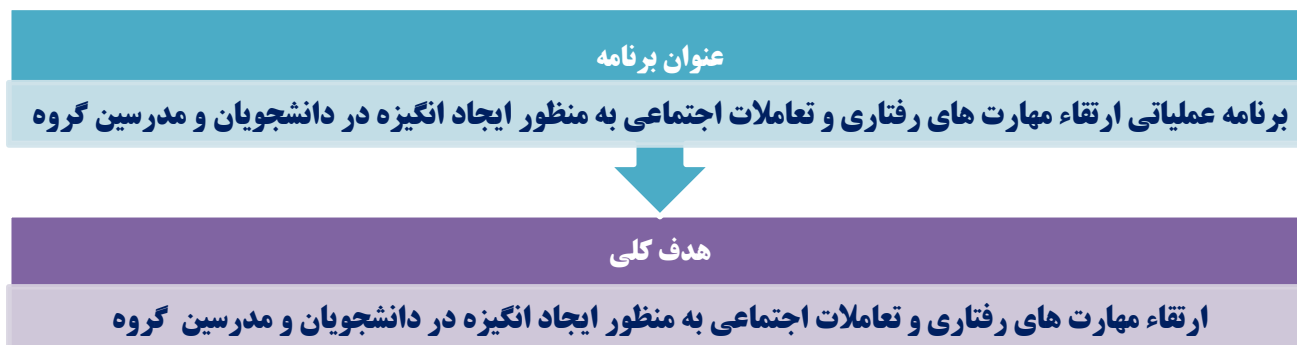 عنوان برنامه
برنامه عملیاتی ارتقاء مهارت های رفتاری و تعاملات اجتماعی به منظور ایجاد انگیزه در دانشجویان و مدرسین گروه
هدف کلی
ارتقاء مهارت های رفتاری و تعاملات اجتماعی به منظور ایجاد انگیزه در دانشجویان و مدرسین گروه